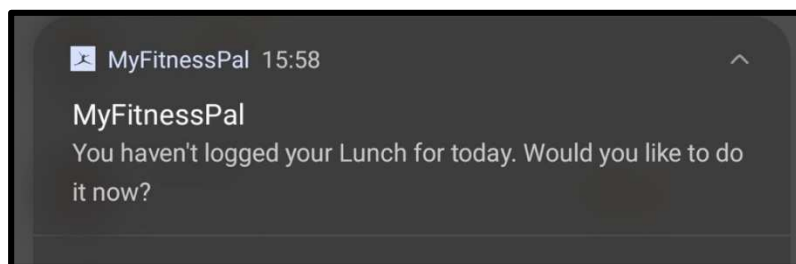 MyFitnessPal 15:58
MyFitnessPal
You haven't logged your Lunch for today. Would you like to do
it now?